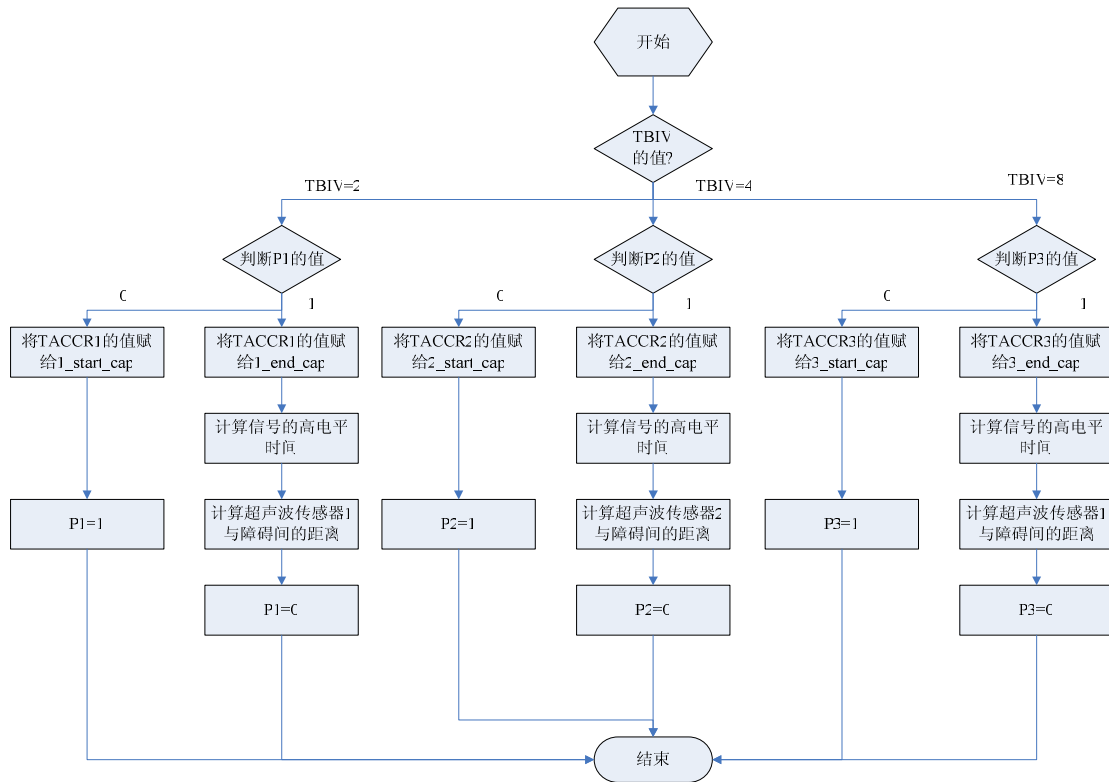 开始
TBIV
的值?
TBIV=2
TBIV=4
TBIV=8
判断P1的值
判断P2的值
判断P3的值
0
1
0
1
0
1
将TACCR1的值赋
给1_start_cap
将TACCR1的值赋
给1_end_cap
将TACCR2的值赋
给2_start_cap
将TACCR2的值赋
给2_end_cap
将TACCR3的值赋
给3_start_cap
将TACCR3的值赋
给3_end_cap
计算信号的高电平
时间
计算信号的高电平
时间
计算信号的高电平
时间
P1=1
计算超声波传感器1
与障碍间的距离
P2=1
计算超声波传感器2
与障碍间的距离
P3=1
计算超声波传感器1
与障碍间的距离
P1=0
P2=0
P3=0
结束